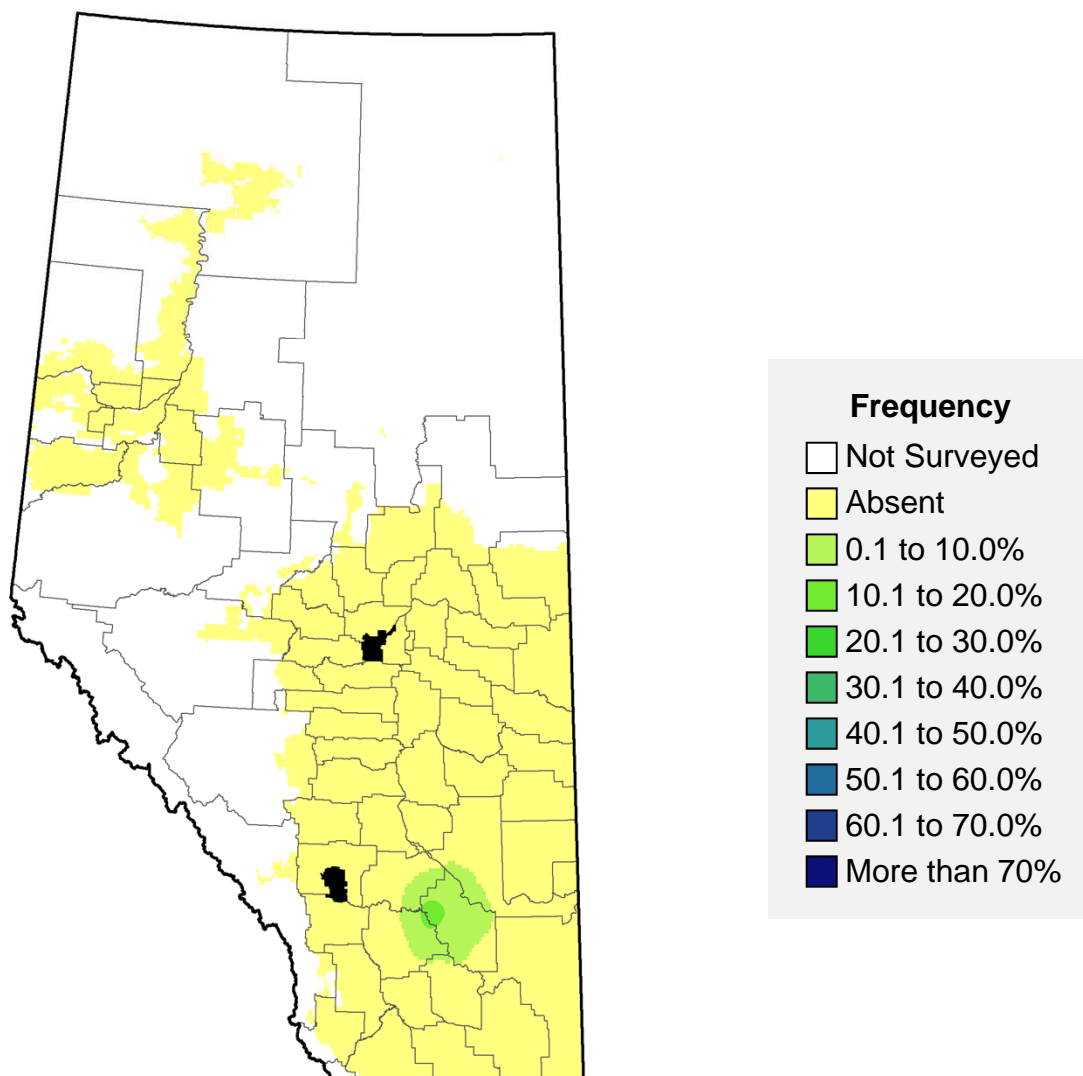 Frequency
Not Surveyed
Absent
0.1 to 10.0%
10.1 to 20.0%
20.1 to 30.0%
30.1 to 40.0%
40.1 to 50.0%
50.1 to 60.0%
60.1 to 70.0%
More than 70%